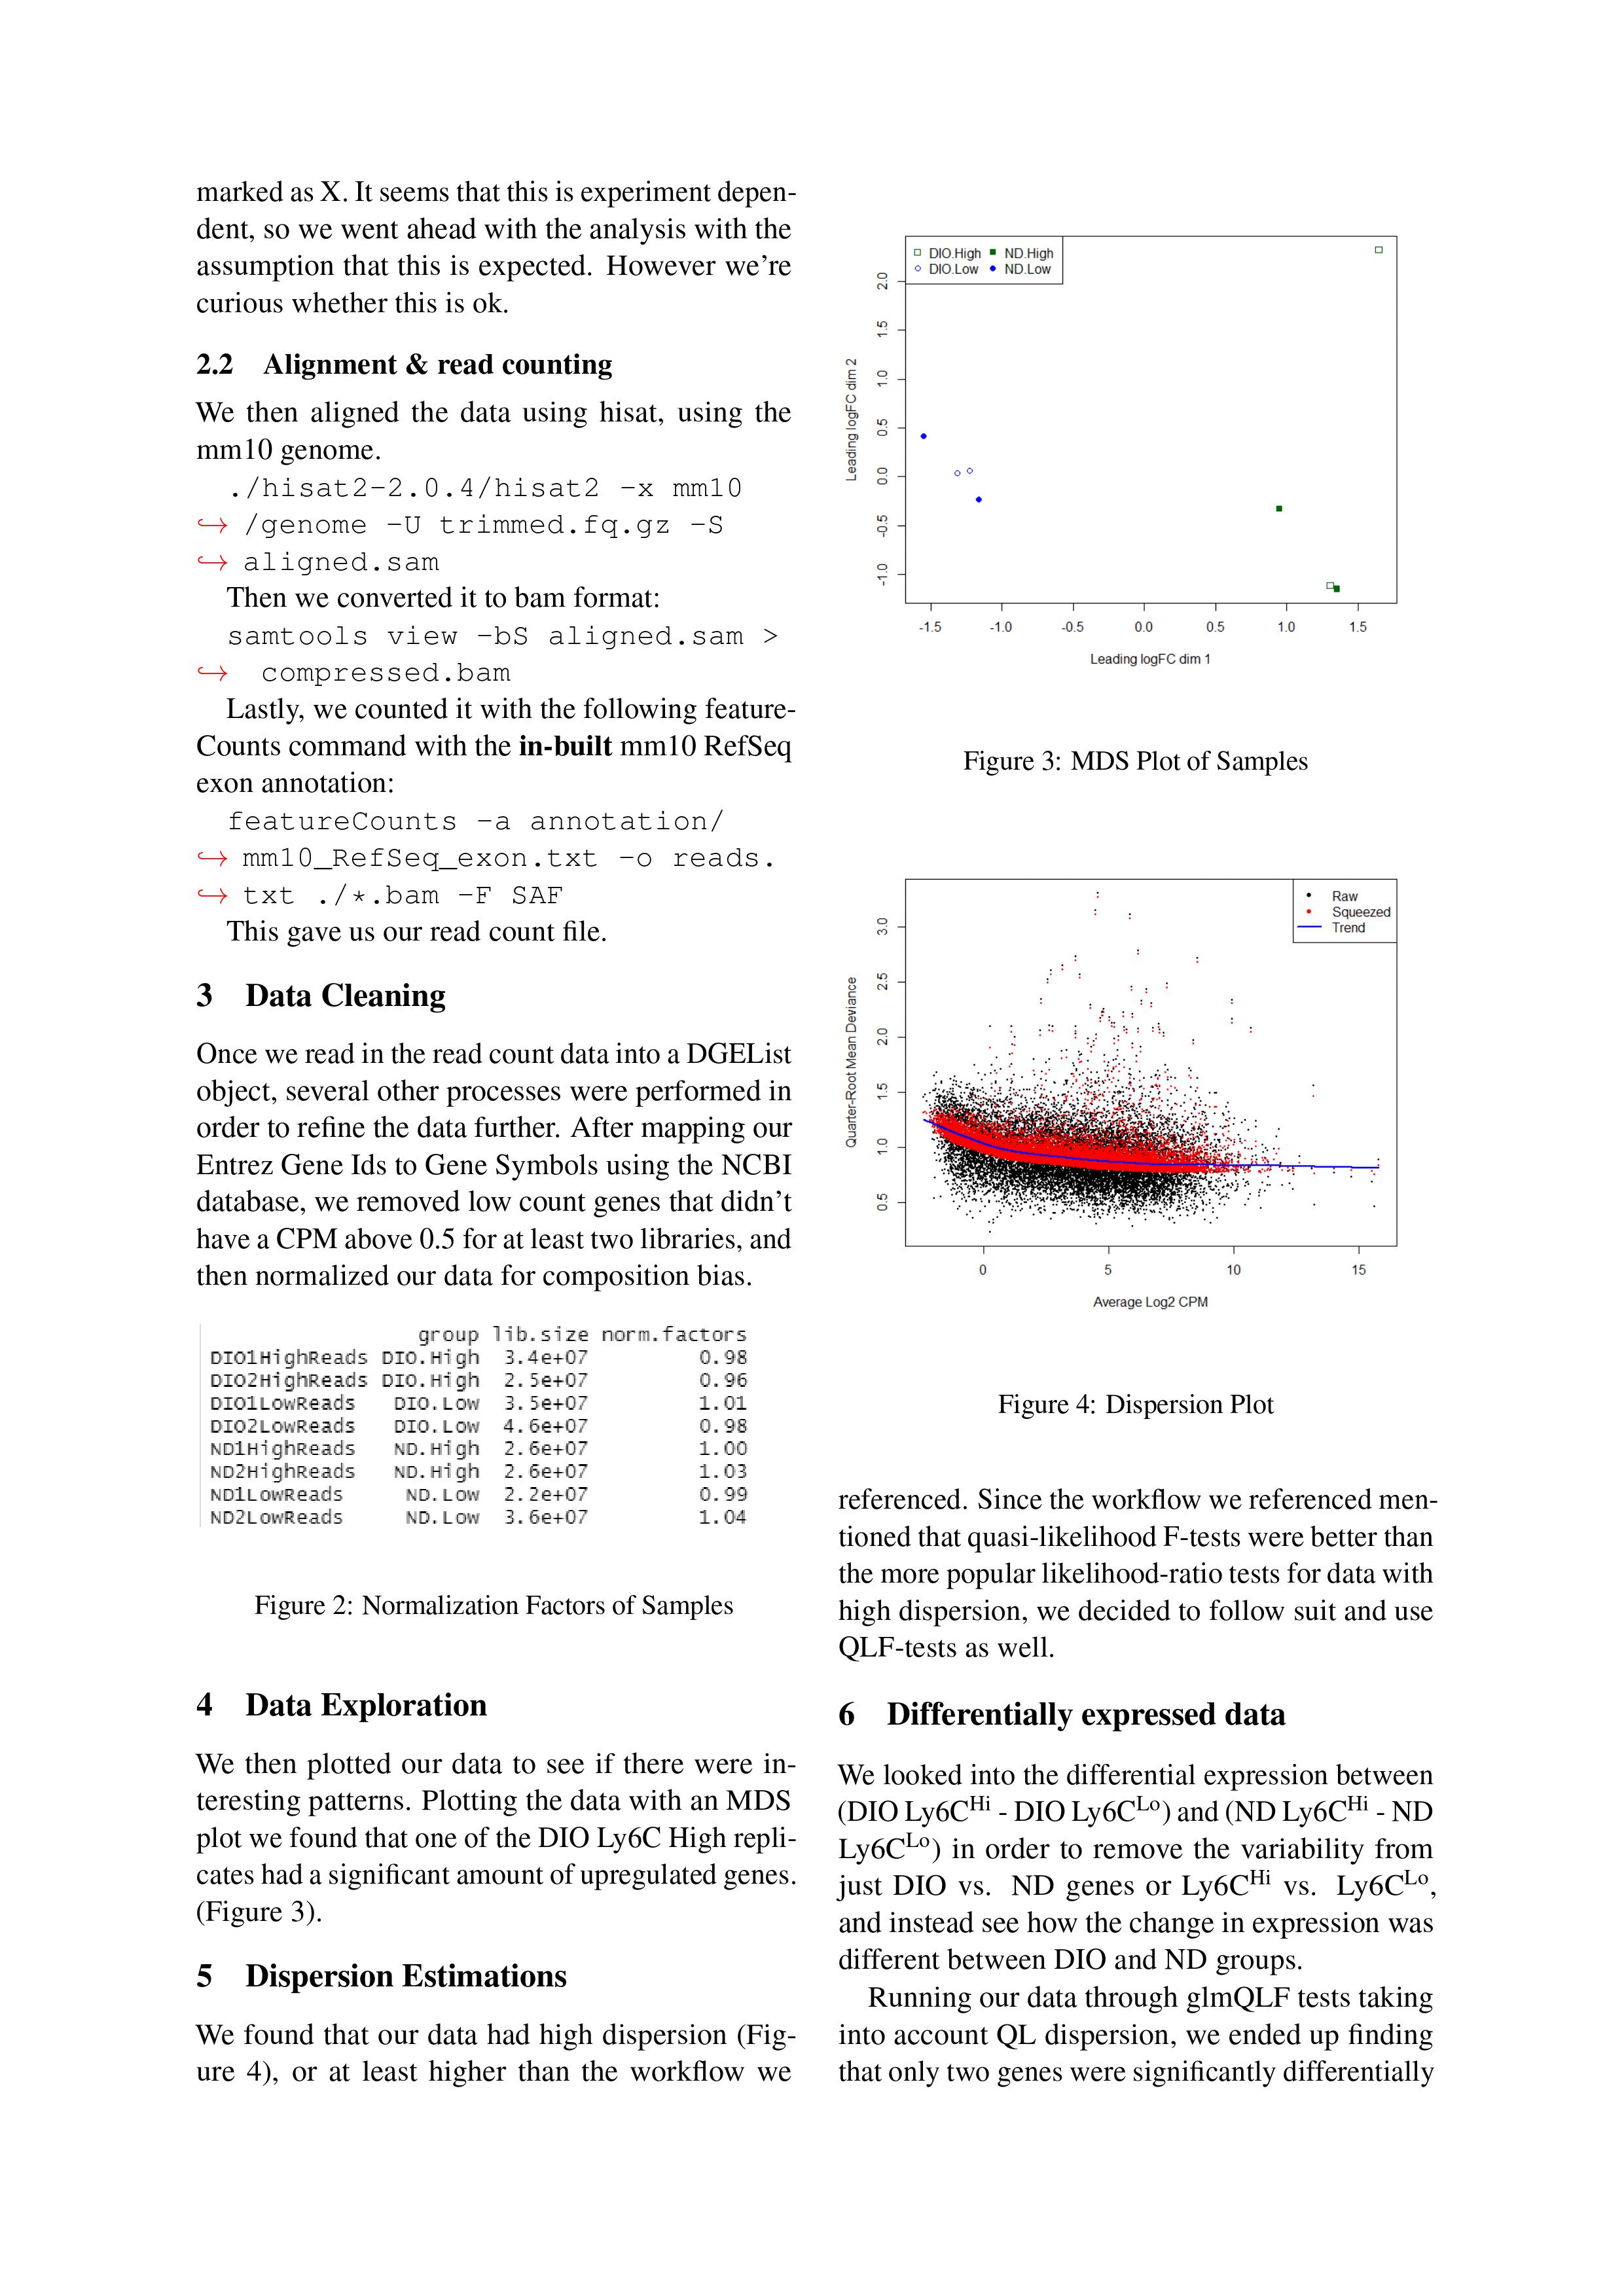 marked as X. It seems that this is experiment depen-
dent, so we went ahead with the analysis with the
assumption that this is expected. However we're
curious whether this is ok.
2.2 Alignment & read counting
We then aligned the data using hisat, using the
mm10 genome.
./hisat2-2.0.4/hisat2 -x mm10
↪ /genome -U trimmed.fq.gz -S
↪ aligned.sam
Then we converted it to bam format:
samtools view -bS aligned.sam >
↪ compressed.bam
Lastly, we counted it with the following feature-
Counts command with the in-built mm10 RefSeq
exon annotation:
featureCounts -a annotation/
↪ mm10_RefSeq_exon.txt -o reads.
↪ txt ./*.bam -F SAF
This gave us our read count file.
3 Data Cleaning
Once we read in the read count data into a DGEList
object, several other processes were performed in
order to refine the data further. After mapping our
Entrez Gene Ids to Gene Symbols using the NCBI
database, we removed low count genes that didn't
have a CPM above 0.5 for at least two libraries, and
then normalized our data for composition bias.
group lib.size norm.factors
DIO1HighReads DIO.High 3.4e+07 0.98
DIO2HighReads DIO.High 2.5e+07 0.96
DIO1LowReads DIO.Low 3.5e+07 1.01
DIO2LowReads DIO.Low 4.6e+07 0.98
ND1HighReads ND.High 2.6e+07 1.00
ND2HighReads ND.High 2.6e+07 1.03
ND1LowReads ND.Low 2.2e+07 0.99
ND2LowReads ND.Low 3.6e+07 1.04
Figure 2: Normalization Factors of Samples
4 Data Exploration
We then plotted our data to see if there were in-
teresting patterns. Plotting the data with an MDS
plot we found that one of the DIO Ly6C High repli-
cates had a significant amount of upregulated genes.
(Figure 3).
5 Dispersion Estimations
We found that our data had high dispersion (Fig-
ure 4), or at least higher than the workflow we
DIO.High ND.High
DIO.Low ND.Low
Leading logFC dim 2
2.0
1.5
1.0
0.5
0.0
-0.5
-1.0
-1.5 -1.0 -0.5 0.0 0.5 1.0 1.5
Leading logFC dim 1
Figure 3: MDS Plot of Samples
Raw
Squeezed
Trend
Quarter-Root Mean Deviance
3.0
2.5
2.0
1.5
1.0
0.5
0 5 10 15
Average Log2 CPM
Figure 4: Dispersion Plot
referenced. Since the workflow we referenced men-
tioned that quasi-likelihood F-tests were better than
the more popular likelihood-ratio tests for data with
high dispersion, we decided to follow suit and use
QLF-tests as well.
6 Differentially expressed data
We looked into the differential expression between
(DIO Ly6CHi - DIO Ly6CLo) and (ND Ly6CHi - ND
Ly6CLo) in order to remove the variability from
just DIO vs. ND genes or Ly6CHi vs. Ly6CLo,
and instead see how the change in expression was
different between DIO and ND groups.
Running our data through glmQLF tests taking
into account QL dispersion, we ended up finding
that only two genes were significantly differentially